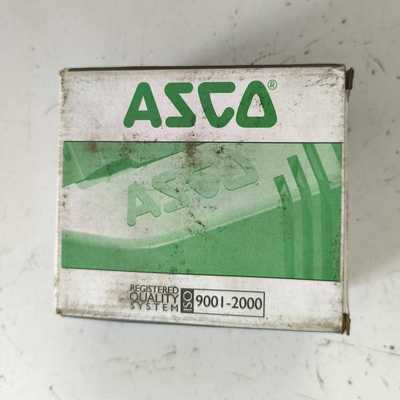 ASCO®
ASCO
REGISTERED
QUALITY
SYSTEM
ISO 9001-2000